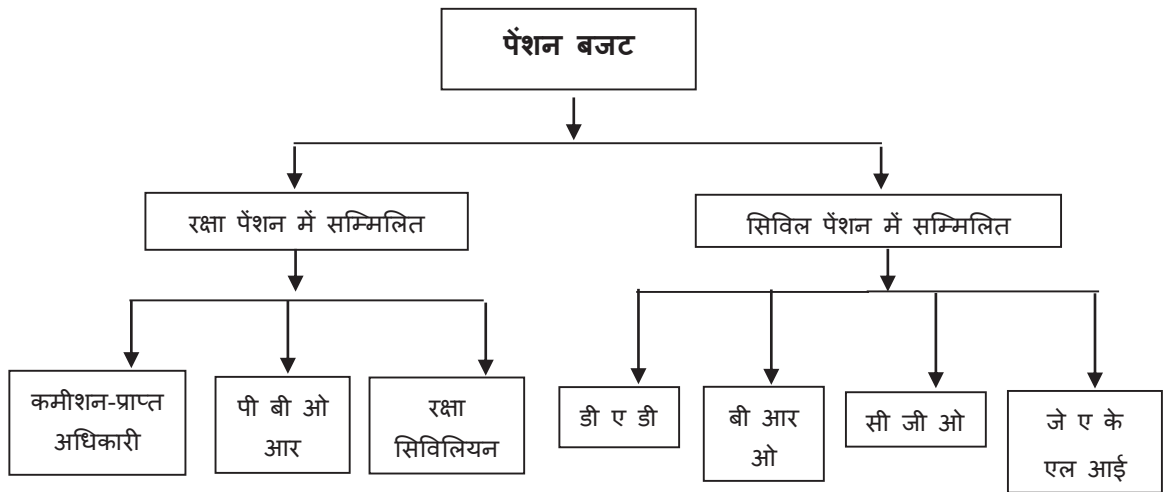 पेंशन बजट
रक्षा पेंशन में सम्मिलित
सिविल पेंशन में सम्मिलित
कमीशन-प्राप्त
अधिकारी
पी बी ओ
आर
रक्षा
सिविलियन
डी ए डी
बी आर
ओ
सी जी ओ
जे ए के
एल आई